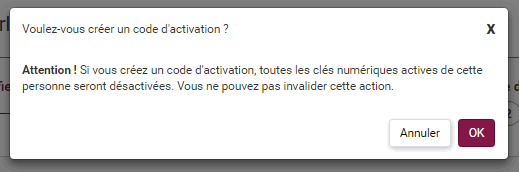 Voulez-vous créer un code d'activation ?
X
Attention ! Si vous créez un code d'activation, toutes les clés numériques actives de cette
personne seront désactivées. Vous ne pouvez pas invalider cette action.
Annuler
OK